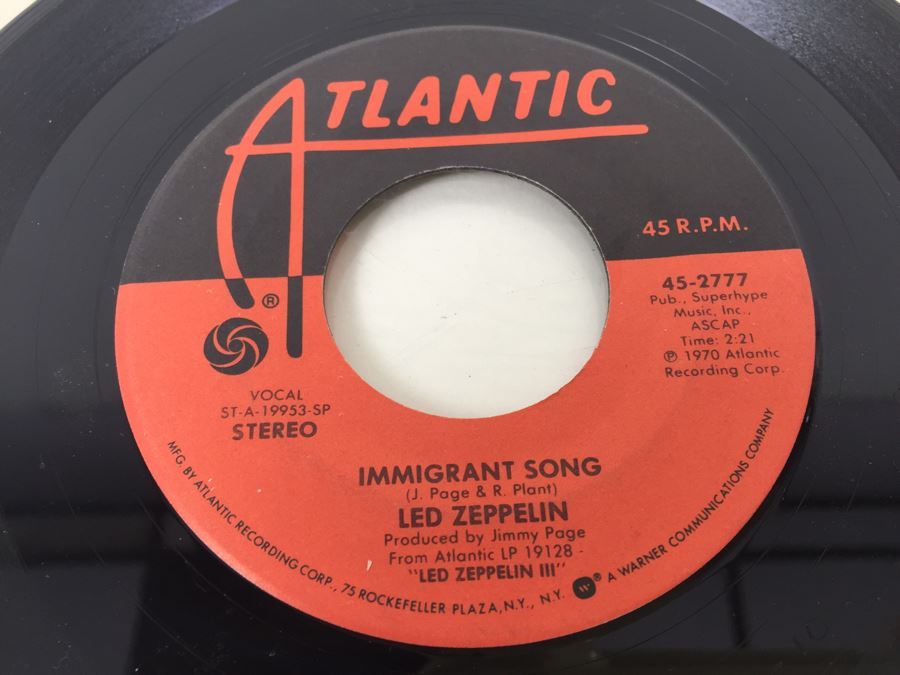 ATLANTIC
®
45 R.P.M.
45-2777
Pub., Superhype
Music, Inc.,
ASCAP
Time: 2:21
℗ 1970 Atlantic
Recording Corp.
VOCAL
ST-A-19953-SP
STEREO
IMMIGRANT SONG
(J. Page & R. Plant)
LED ZEPPELIN
Produced by Jimmy Page
From Atlantic LP 19128 -
"LED ZEPPELIN III"
MFG. BY ATLANTIC RECORDING CORP., 75 ROCKEFELLER PLAZA, N.Y., N.Y. W ® A WARNER COMMUNICATIONS COMPANY